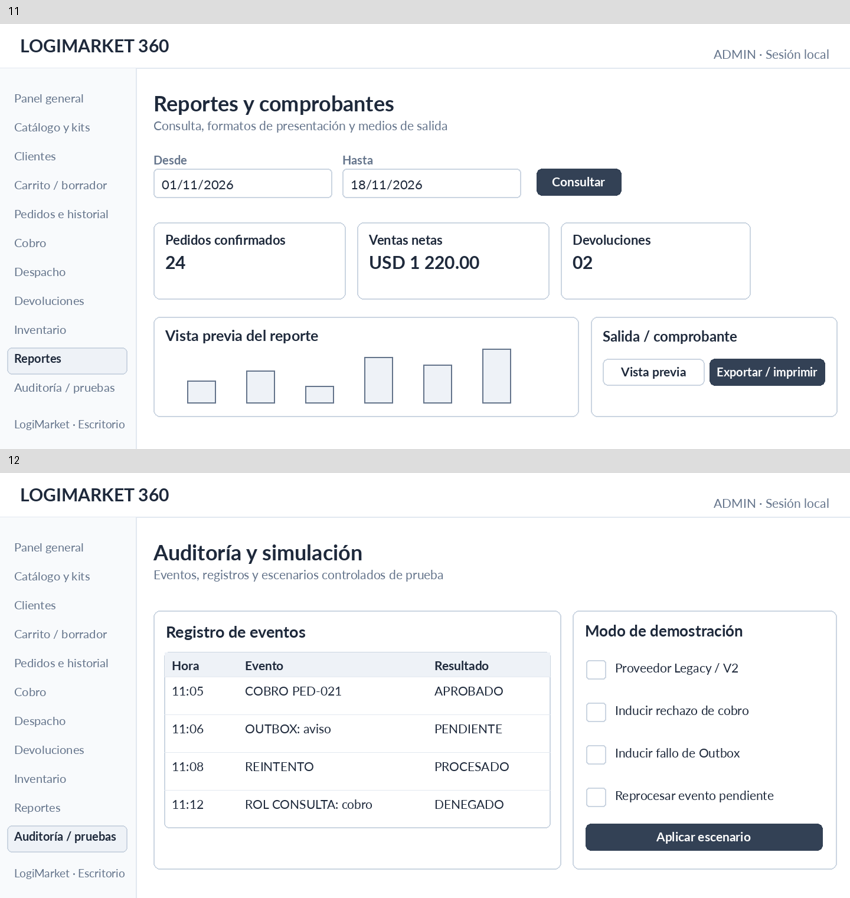 11
LOGIMARKET 360
ADMIN · Sesión local
Panel general
Catálogo y kits
Clientes
Carrito / borrador
Pedidos e historial
Cobro
Despacho
Devoluciones
Inventario
Reportes
Auditoría / pruebas
LogiMarket · Escritorio
Reportes y comprobantes
Consulta, formatos de presentación y medios de salida
Desde
Hasta
01/11/2026
18/11/2026
Consultar
Pedidos confirmados
24
Ventas netas
USD 1 220.00
Devoluciones
02
Vista previa del reporte
Salida / comprobante
Vista previa
Exportar / imprimir
12
LOGIMARKET 360
ADMIN · Sesión local
Panel general
Catálogo y kits
Clientes
Carrito / borrador
Pedidos e historial
Cobro
Despacho
Devoluciones
Inventario
Reportes
Auditoría / pruebas
LogiMarket · Escritorio
Auditoría y simulación
Eventos, registros y escenarios controlados de prueba
Registro de eventos
Hora Evento Resultado
11:05 COBRO PED-021 APROBADO
11:06 OUTBOX: aviso PENDIENTE
11:08 REINTENTO PROCESADO
11:12 ROL CONSULTA: cobro DENEGADO
Modo de demostración
Proveedor Legacy / V2
Inducir rechazo de cobro
Inducir fallo de Outbox
Reprocesar evento pendiente
Aplicar escenario